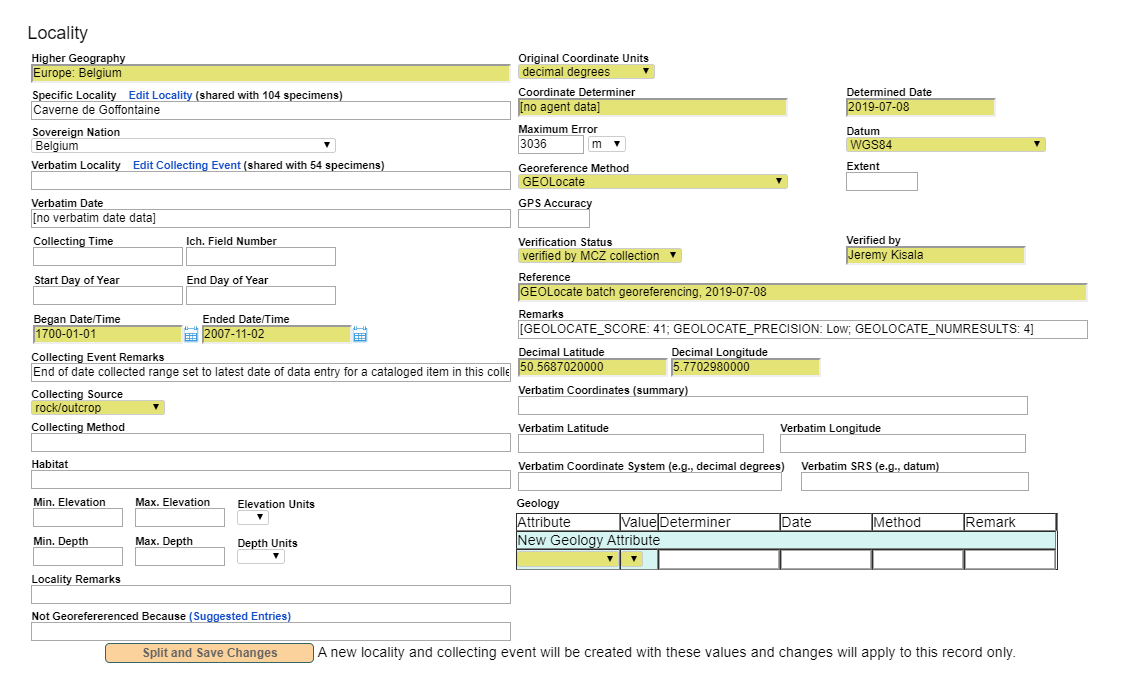 Locality
Higher Geography
Europe: Belgium
Specific Locality Edit Locality (shared with 104 specimens)
Caverne de Goffontaine
Sovereign Nation
Belgium
Verbatim Locality Edit Collecting Event (shared with 54 specimens)
Verbatim Date
[no verbatim date data]
Collecting Time Ich. Field Number
Start Day of Year End Day of Year
Began Date/Time Ended Date/Time
1700-01-01 2007-11-02
Collecting Event Remarks
End of date collected range set to latest date of data entry for a cataloged item in this colle
Collecting Source
rock/outcrop
Collecting Method
Habitat
Min. Elevation Max. Elevation Elevation Units
Min. Depth Max. Depth Depth Units
Locality Remarks
Not Georefererenced Because (Suggested Entries)
Original Coordinate Units
decimal degrees
Coordinate Determiner Determined Date
[no agent data] 2019-07-08
Maximum Error Datum
3036 m WGS84
Georeference Method Extent
GEOLocate
GPS Accuracy
Verification Status Verified by
verified by MCZ collection Jeremy Kisala
Reference
GEOLocate batch georeferencing, 2019-07-08
Remarks
[GEOLOCATE_SCORE: 41; GEOLOCATE_PRECISION: Low; GEOLOCATE_NUMRESULTS: 4]
Decimal Latitude Decimal Longitude
50.5687020000 5.7702980000
Verbatim Coordinates (summary)
Verbatim Latitude Verbatim Longitude
Verbatim Coordinate System (e.g., decimal degrees) Verbatim SRS (e.g., datum)
Geology
Attribute Value Determiner Date Method Remark
New Geology Attribute
Split and Save Changes A new locality and collecting event will be created with these values and changes will apply to this record only.